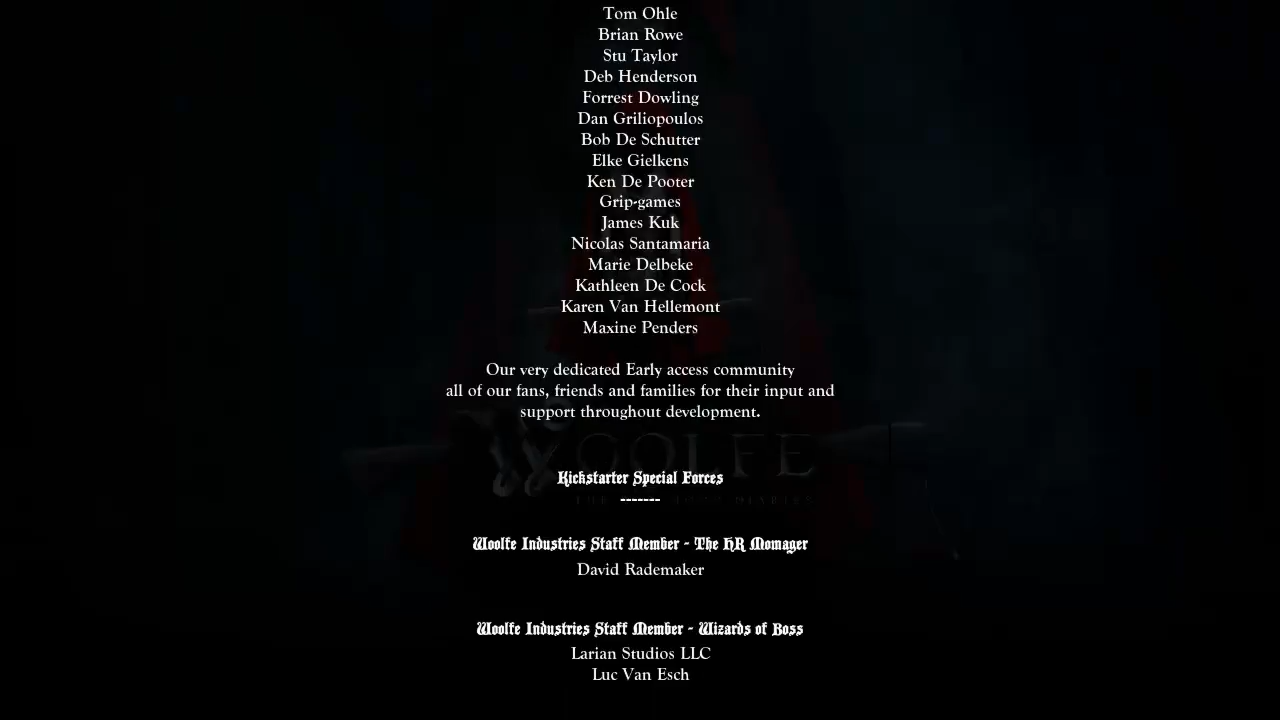 Tom Ohle
Brian Rowe
Stu Taylor
Deb Henderson
Forrest Dowling
Dan Griliopoulos
Bob De Schutter
Elke Gielkens
Ken De Pooter
Grip-games
James Kuk
Nicolas Santamaria
Marie Delbeke
Kathleen De Cock
Karen Van Hellemont
Maxine Penders
Our very dedicated Early access community
all of our fans, friends and families for their input and
support throughout development.
WOOLFE
Kickstarter Special Forces
-------
DIARIES
Woolfe Industries Staff Member - The HR Momager
David Rademaker
Woolfe Industries Staff Member - Wizards of Boss
Larian Studios LLC
Luc Van Esch